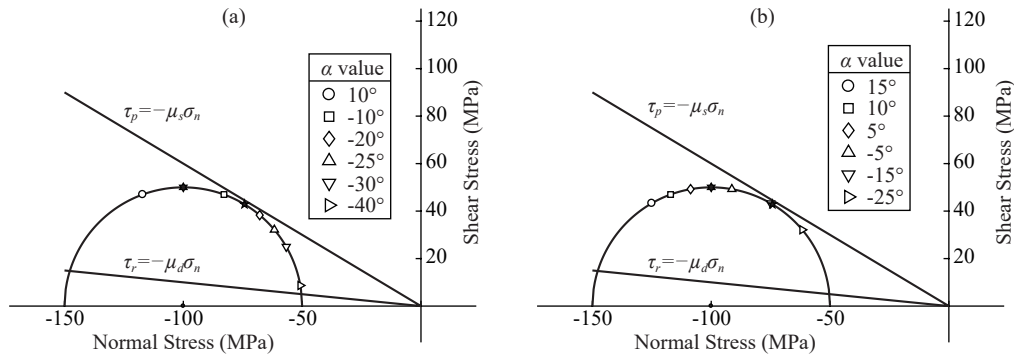 (a)
120
100
80
60
40
20
Shear Stress (MPa)
α value
10°
-10°
-20°
-25°
-30°
-40°
τp=−μsσn
τr=−μdσn
-150
-100
-50
Normal Stress (MPa)
(b)
120
100
80
60
40
20
Shear Stress (MPa)
α value
15°
10°
5°
-5°
-15°
-25°
τp=−μsσn
τr=−μdσn
-150
-100
-50
Normal Stress (MPa)